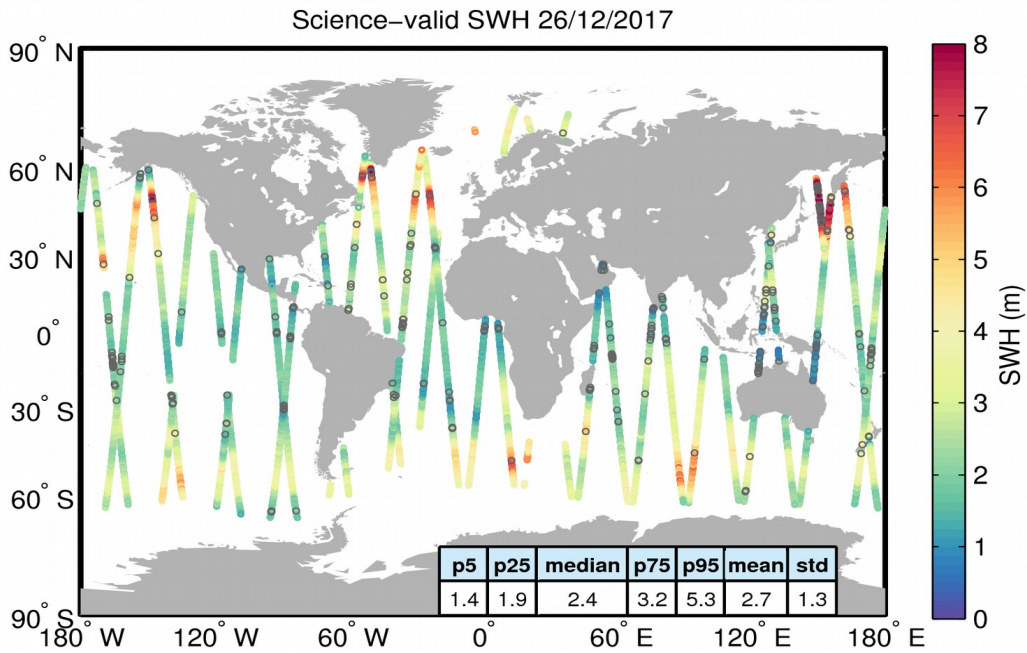 Science−valid SWH 26/12/2017
90° N
60° N
30° N
0°
30° S
60° S
90° S
180° W
120° W
60° W
0°
60° E
120° E
180° E
p5 p25 median p75 p95 mean std
1.4 1.9 2.4 3.2 5.3 2.7 1.3
8
7
6
5
4
3
2
1
0
SWH (m)